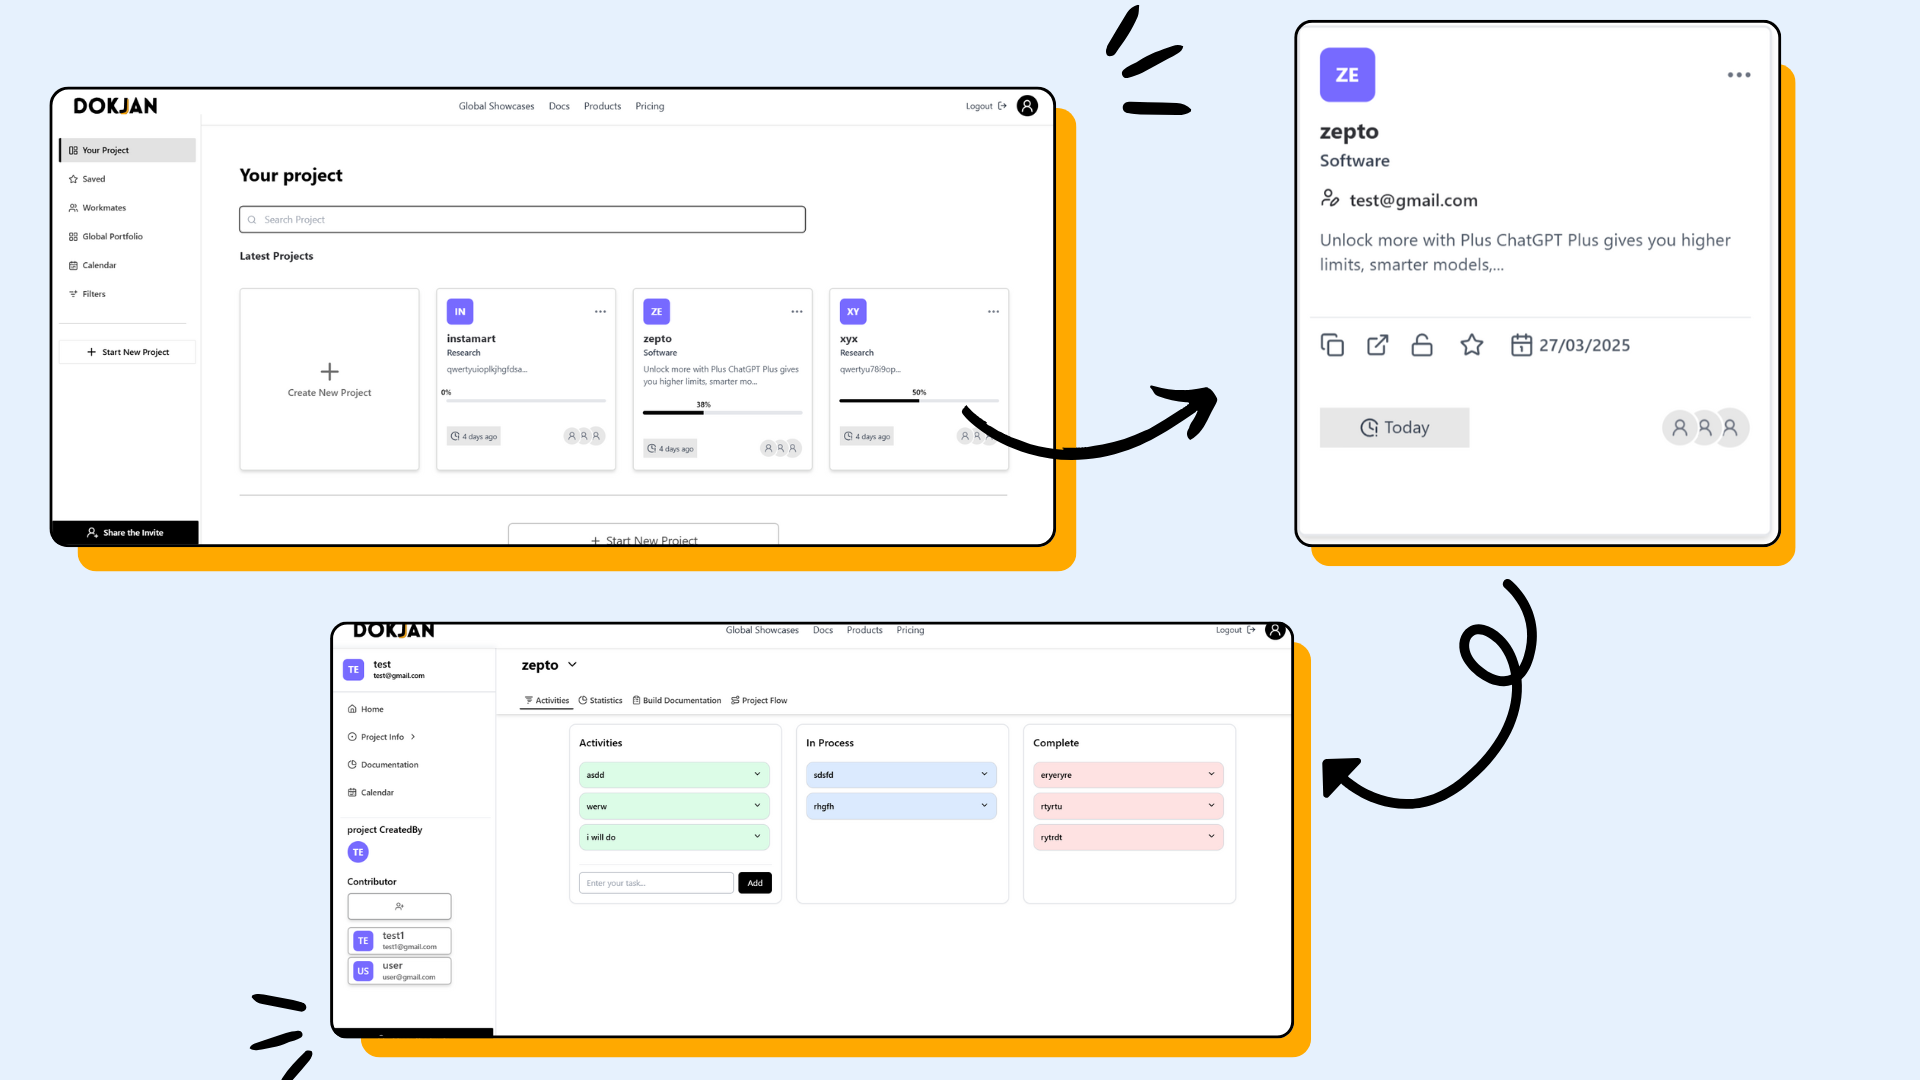 DOKJAN
Global Showcases Docs Products Pricing
Logout
Your Project
Saved
Workmates
Global Portfolio
Calendar
Filters
Start New Project
Share the Invite
Your project
Search Project
Latest Projects
Create New Project
IN
instamart
Research
qwertyuioplkjhgfdsa...
0%
4 days ago
ZE
zepto
Software
Unlock more with Plus ChatGPT Plus gives
you higher limits, smarter mo...
38%
4 days ago
XY
xyx
Research
qwertyu78i9op...
50%
4 days ago
Start New Project
ZE
zepto
Software
test@gmail.com
Unlock more with Plus ChatGPT Plus gives you higher
limits, smarter models,...
27/03/2025
Today
DOKJAN
Global Showcases Docs Products Pricing
Logout
TE
test
test@gmail.com
Home
Project Info
Documentation
Calendar
project CreatedBy
TE
Contributor
TE
test1
test1@gmail.com
US
user
user@gmail.com
zepto
Activities Statistics Build Documentation Project Flow
Activities
asdd
werw
i will do
Enter your task...
Add
In Process
sdsfd
rhgfh
Complete
eryeryre
rtyrtu
rytrdt